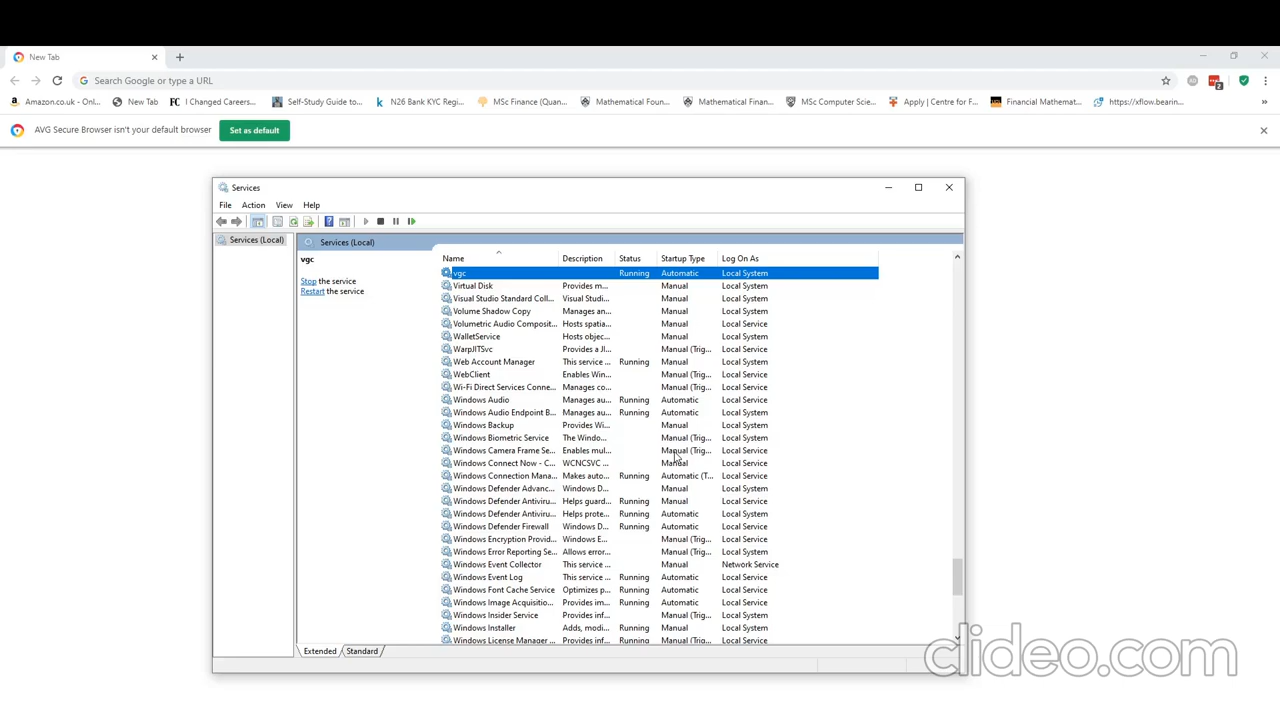 New Tab
Search Google or type a URL
Amazon.co.uk - Onl... New Tab I Changed Careers... Self-Study Guide to... N26 Bank KYC Regi... MSc Finance (Quan... Mathematical Foun... Mathematical Finan... MSc Computer Scie... Apply | Centre for F... Financial Mathemat... https://xflow.bearin... »
AVG Secure Browser isn't your default browser Set as default
Services
File Action View Help
Services (Local) Services (Local)
vgc
Stop the service
Restart the service
Name Description Status Startup Type Log On As
vgc Running Automatic Local System
Virtual Disk Provides m... Manual Local System
Visual Studio Standard Coll... Visual Studi... Manual Local System
Volume Shadow Copy Manages an... Manual Local System
Volumetric Audio Composit... Hosts spatia... Manual Local Service
WalletService Hosts objec... Manual Local System
WarpJITSvc Provides a JI... Manual (Trig... Local Service
Web Account Manager This service ... Running Manual Local System
WebClient Enables Win... Manual (Trig... Local Service
Wi-Fi Direct Services Conne... Manages co... Manual (Trig... Local Service
Windows Audio Manages au... Running Automatic Local Service
Windows Audio Endpoint B... Manages au... Running Automatic Local System
Windows Backup Provides Wi... Manual Local System
Windows Biometric Service The Windo... Manual (Trig... Local System
Windows Camera Frame Se... Enables mul... Manual (Trig... Local Service
Windows Connect Now - C... WCNCSVC ... Manual Local Service
Windows Connection Mana... Makes auto... Running Automatic (T... Local Service
Windows Defender Advanc... Windows D... Manual Local System
Windows Defender Antiviru... Helps guard... Running Manual Local Service
Windows Defender Antiviru... Helps prote... Running Automatic Local System
Windows Defender Firewall Windows D... Running Automatic Local Service
Windows Encryption Provid... Windows E... Manual (Trig... Local Service
Windows Error Reporting Se... Allows error... Manual (Trig... Local System
Windows Event Collector This service ... Manual Network Service
Windows Event Log This service ... Running Automatic Local Service
Windows Font Cache Service Optimizes p... Running Automatic Local Service
Windows Image Acquisitio... Provides im... Running Automatic Local Service
Windows Insider Service Provides inf... Manual (Trig... Local System
Windows Installer Adds, modi... Running Manual Local System
Windows License Manager ... Provides inf... Running Manual (Trig... Local Service
Extended Standard
clideo.com